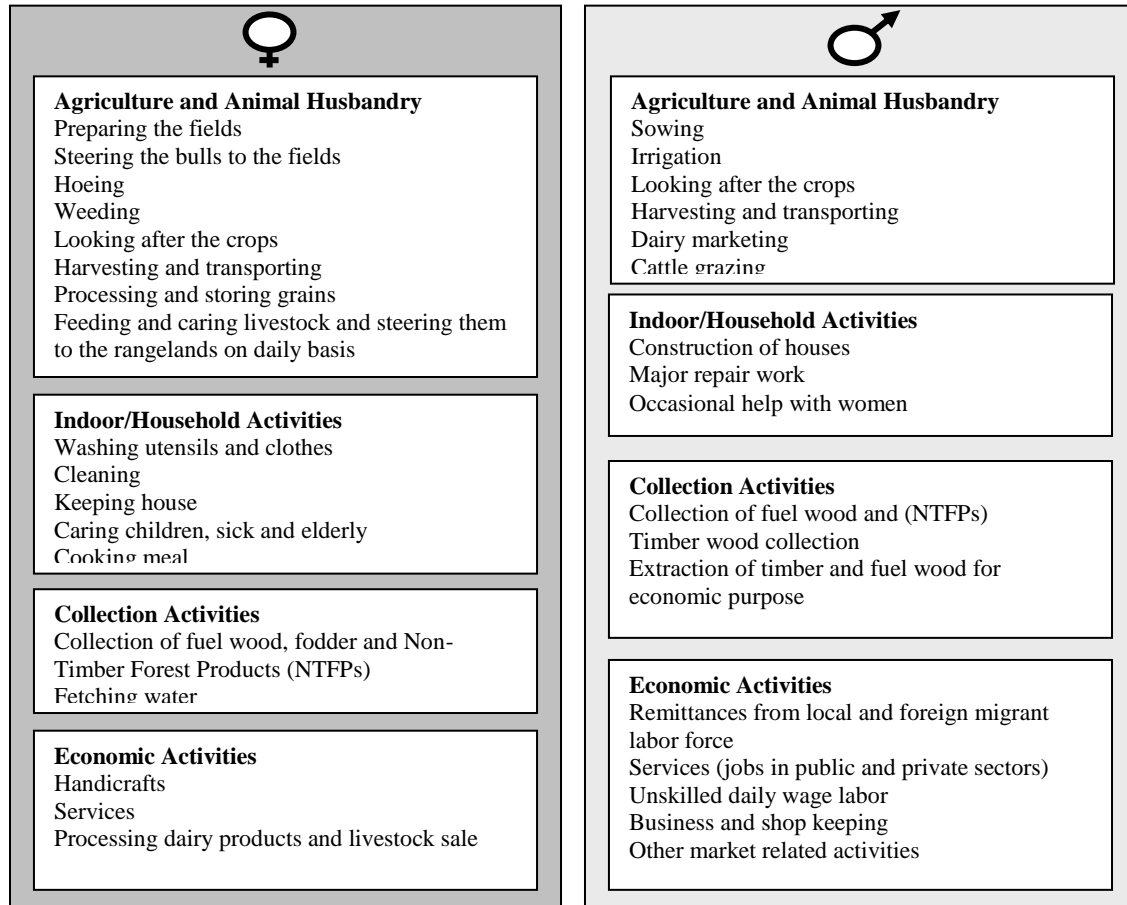 Agriculture and Animal Husbandry
Preparing the fields
Steering the bulls to the fields
Hoeing
Weeding
Looking after the crops
Harvesting and transporting
Processing and storing grains
Feeding and caring livestock and steering them
to the rangelands on daily basis
Indoor/Household Activities
Washing utensils and clothes
Cleaning
Keeping house
Caring children, sick and elderly
Cooking meal
Collection Activities
Collection of fuel wood, fodder and Non-
Timber Forest Products (NTFPs)
Fetching water
Economic Activities
Handicrafts
Services
Processing dairy products and livestock sale
Agriculture and Animal Husbandry
Sowing
Irrigation
Looking after the crops
Harvesting and transporting
Dairy marketing
Cattle grazing
Indoor/Household Activities
Construction of houses
Major repair work
Occasional help with women
Collection Activities
Collection of fuel wood and (NTFPs)
Timber wood collection
Extraction of timber and fuel wood for
economic purpose
Economic Activities
Remittances from local and foreign migrant
labor force
Services (jobs in public and private sectors)
Unskilled daily wage labor
Business and shop keeping
Other market related activities